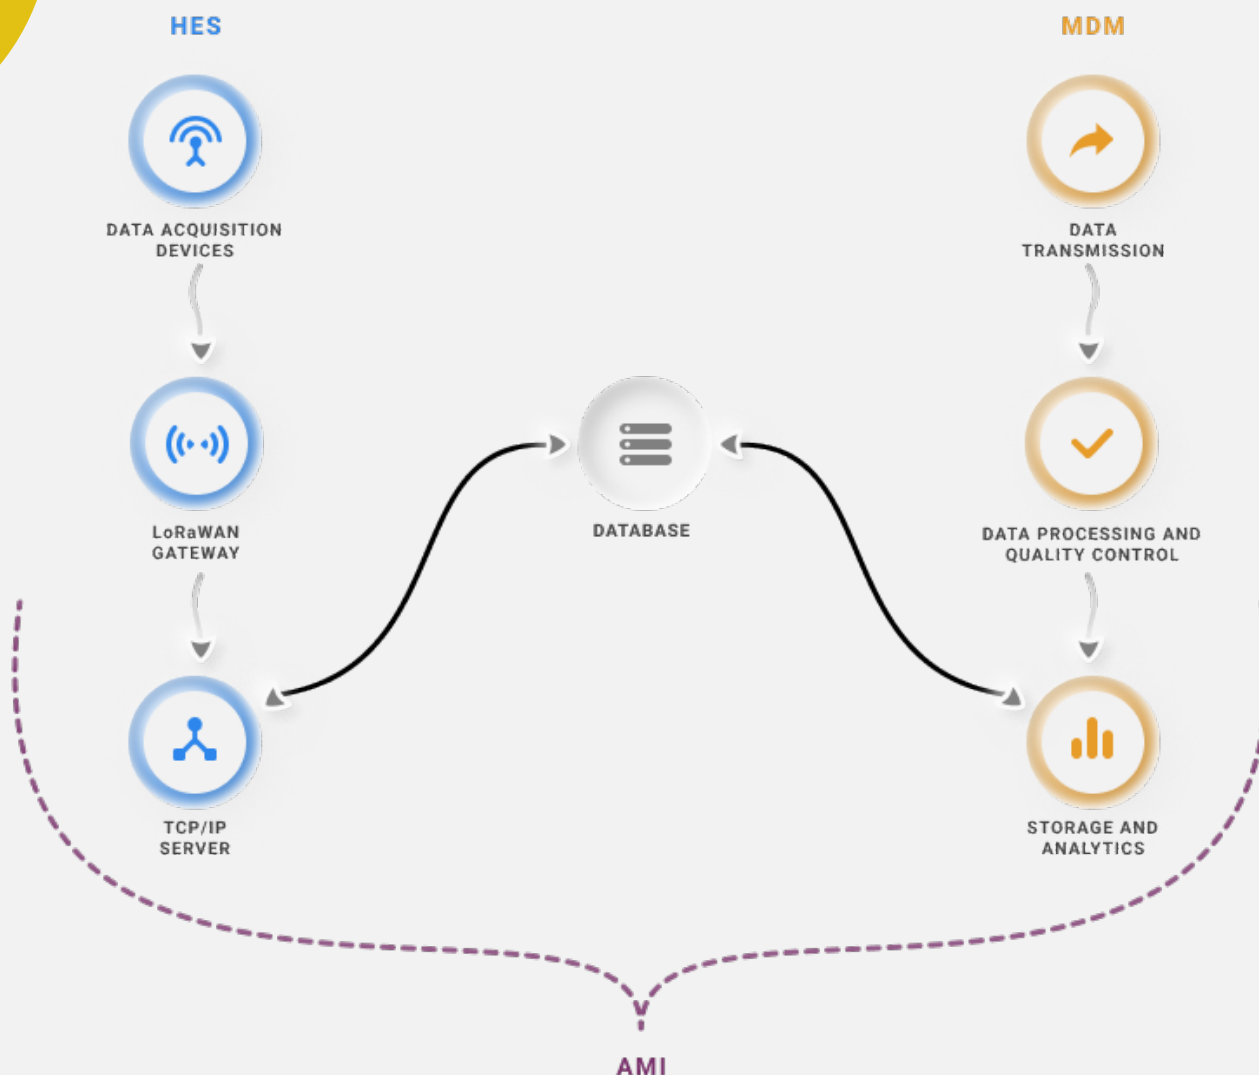 HES
MDM
DATA ACQUISITION
DEVICES
DATA
TRANSMISSION
LoRaWAN
GATEWAY
DATABASE
DATA PROCESSING AND
QUALITY CONTROL
TCP/IP
SERVER
STORAGE AND
ANALYTICS
AMI